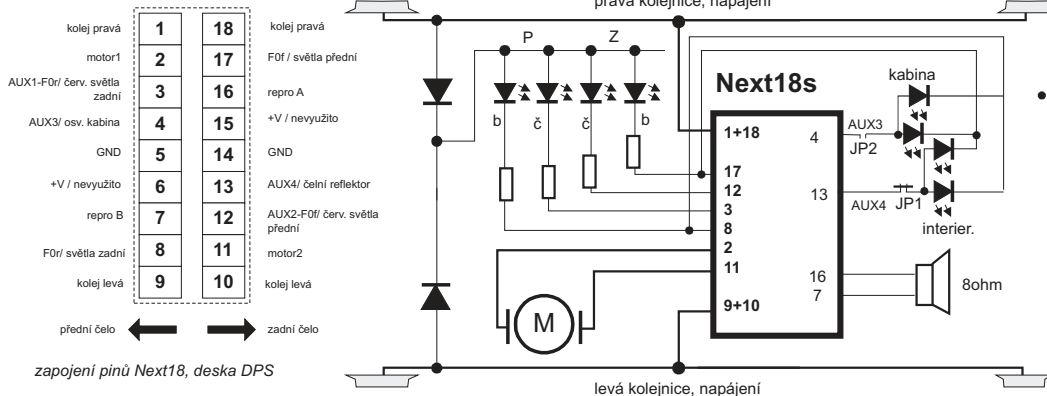 pravá kolejnice, napájení
kolej pravá 1 18 kolej pravá
motor1 2 17 F0f / světla přední
AUX1-F0r/ červ. světla
zadní 3 16 repro A
AUX3/ osv. kabina 4 15 +V / nevyužito
GND 5 14 GND
+V / nevyužito 6 13 AUX4/ čelní reflektor
repro B 7 12 AUX2-F0f/ červ. světla
přední
F0r/ světla zadní 8 11 motor2
kolej levá 9 10 kolej levá
přední čelo zadní čelo
zapojení pinů Next18, deska DPS
P Z
b č č b
Next18s
1+18
17
12
3
8
2
11
9+10
4
13
16
7
M
kabina
AUX3
JP2
AUX4 JP1
interier.
8ohm
levá kolejnice, napájení